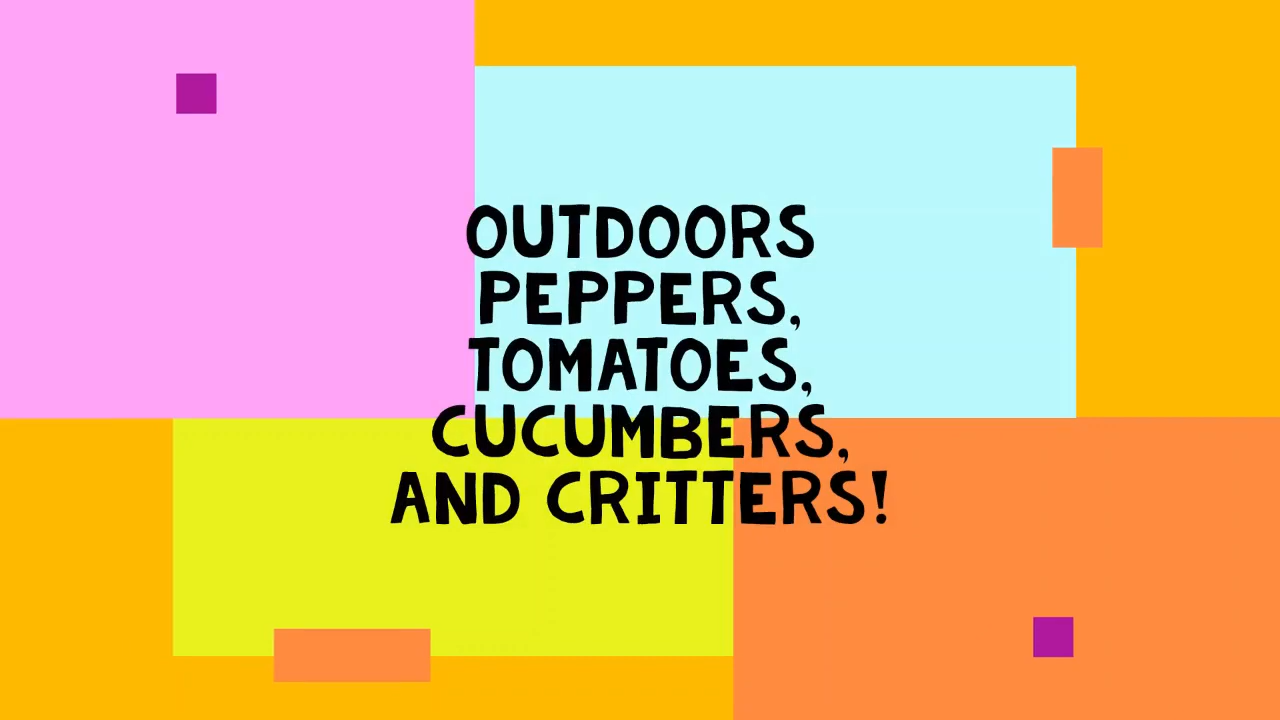 OUTDOORS
PEPPERS,
TOMATOES,
CUCUMBERS,
AND CRITTERS!